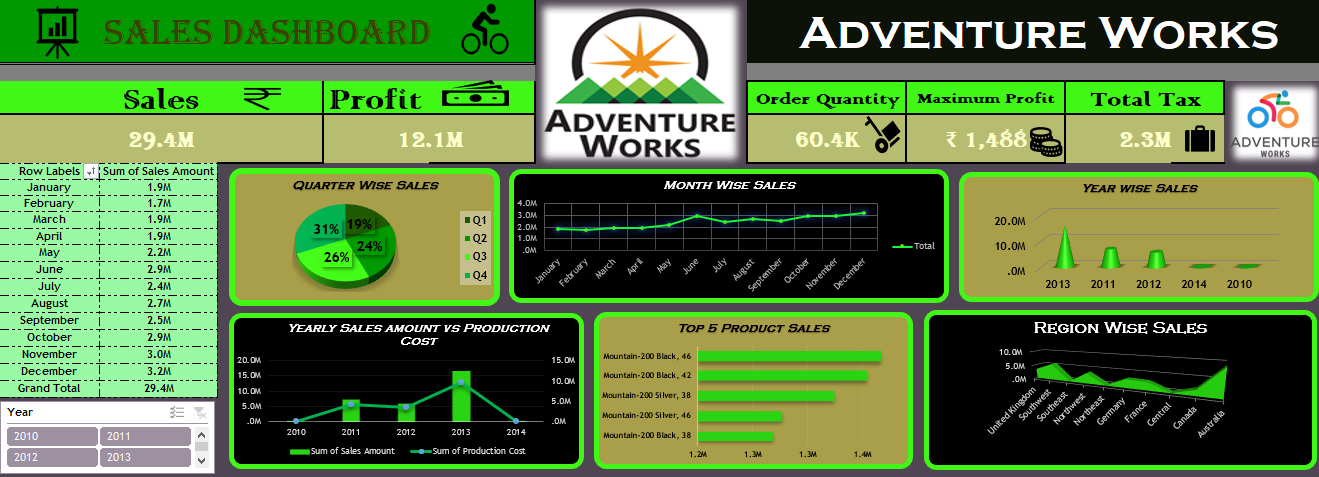 SALES DASHBOARD
ADVENTURE WORKS
ADVENTURE
WORKS
Sales
Profit
Order Quantity
Maximum Profit
Total Tax
29.4M
12.1M
60.4K
₹ 1,488
2.3M
ADVENTURE
WORKS
Row Labels Sum of Sales Amount
January 1.9M
February 1.7M
March 1.9M
April 1.9M
May 2.2M
June 2.9M
July 2.4M
August 2.7M
September 2.5M
October 2.9M
November 3.0M
December 3.2M
Grand Total 29.4M
Year
2010 2011
2012 2013
QUARTER WISE SALES
31% 19%
24%
26%
Q1
Q2
Q3
Q4
MONTH WISE SALES
4.0M
3.0M
2.0M
1.0M
.0M
January
February
March
April
May
June
July
August
September
October
November
December
Total
YEAR WISE SALES
20.0M
10.0M
.0M
2013 2011 2012 2014 2010
YEARLY SALES AMOUNT VS PRODUCTION
COST
20.0M
15.0M
10.0M
5.0M
.0M
15.0M
10.0M
5.0M
.0M
2010 2011 2012 2013 2014
Sum of Sales Amount Sum of Production Cost
TOP 5 PRODUCT SALES
Mountain-200 Black, 46
Mountain-200 Black, 42
Mountain-200 Silver, 38
Mountain-200 Silver, 46
Mountain-200 Black, 38
1.2M 1.3M 1.3M 1.4M
REGION WISE SALES
10.0M
5.0M
.0M
United Kingdom
Southwest
Southeast
Northwest
Northeast
Germany
France
Central
Canada
Australia